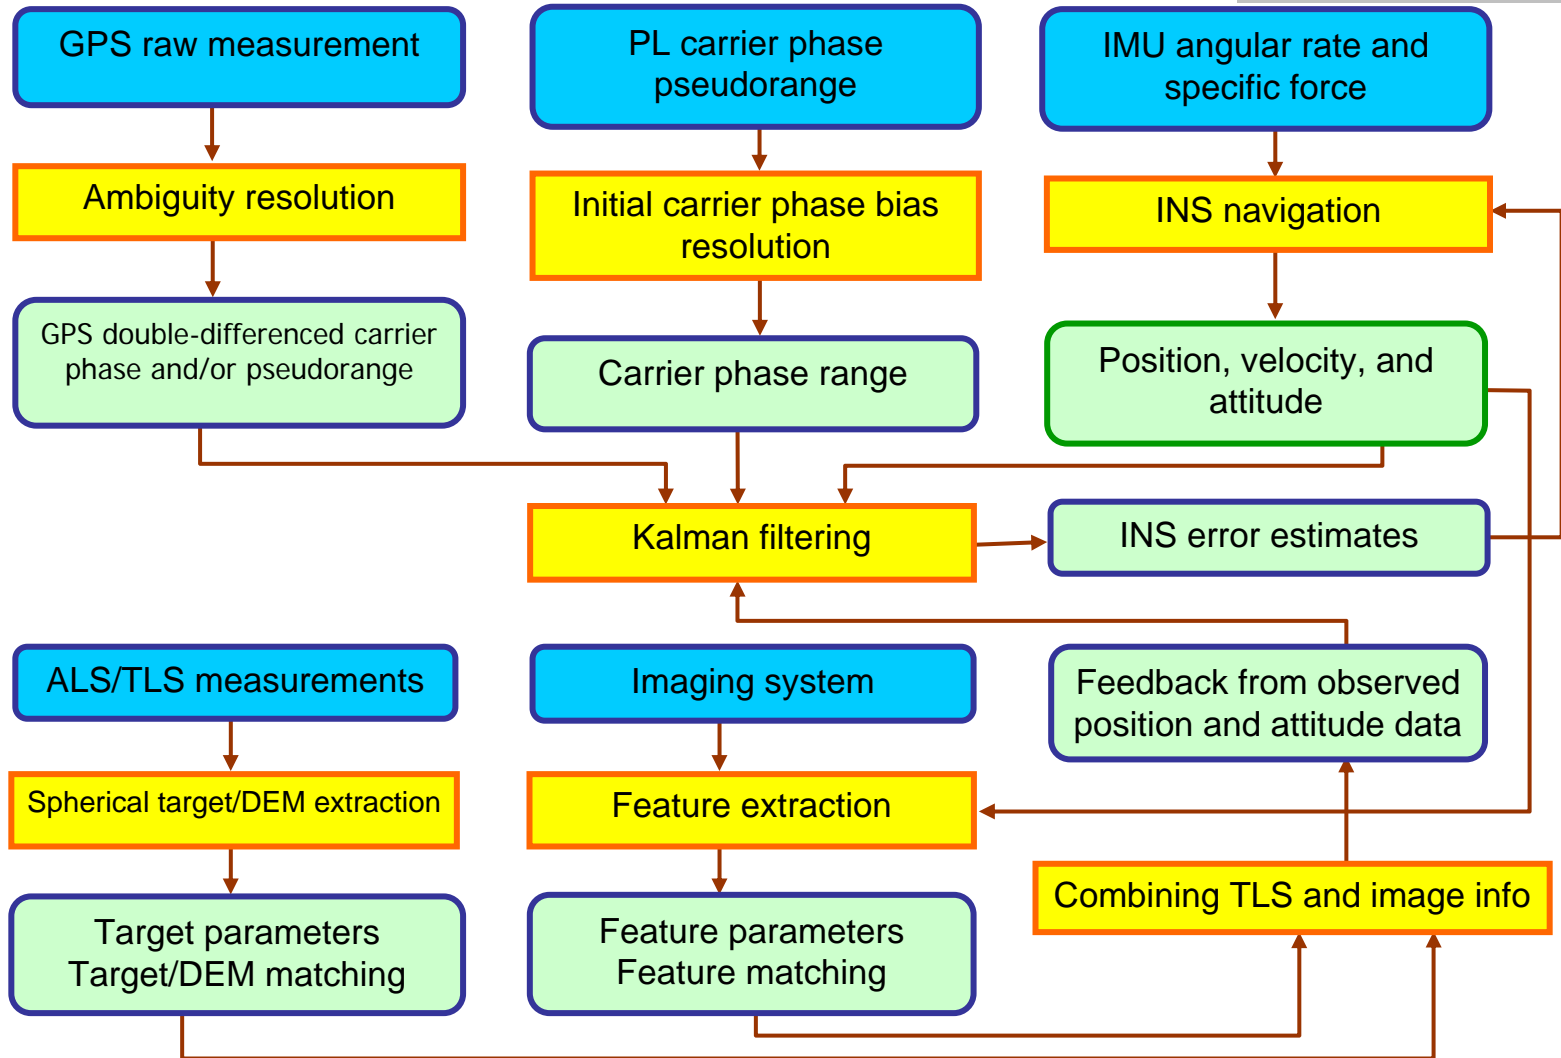 GPS raw measurement
PL carrier phase
pseudorange
IMU angular rate and
specific force
Ambiguity resolution
Initial carrier phase bias
resolution
INS navigation
GPS double-differenced carrier
phase and/or pseudorange
Carrier phase range
Position, velocity, and
attitude
Kalman filtering
INS error estimates
ALS/TLS measurements
Imaging system
Feedback from observed
position and attitude data
Spherical target/DEM extraction
Feature extraction
Combining TLS and image info
Target parameters
Target/DEM matching
Feature parameters
Feature matching